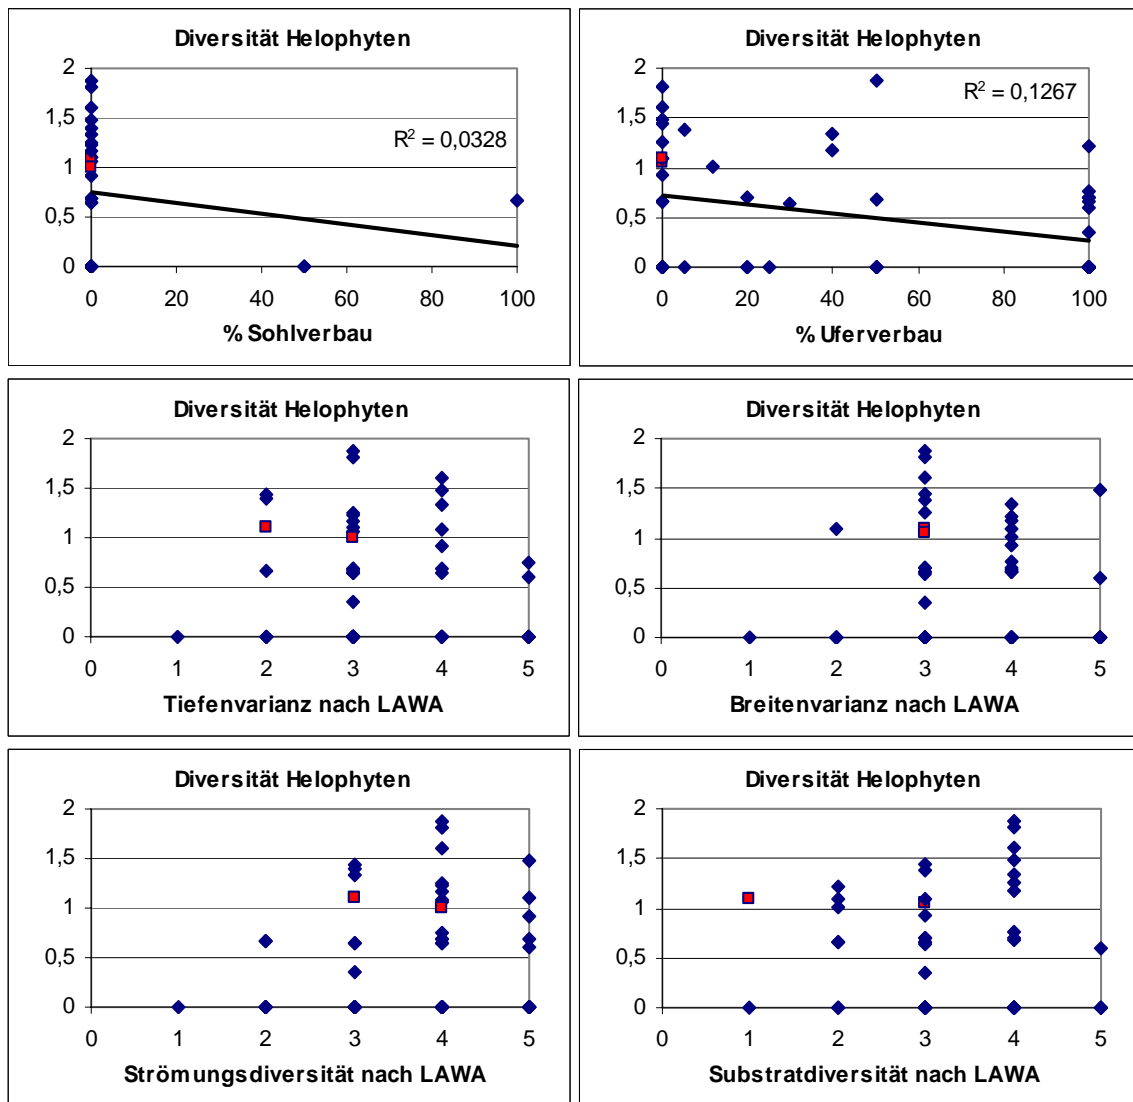 Diversität Helophyten
2
1,5
1
0,5
0
R² = 0,0328
0 20 40 60 80 100
% Sohlverbau
Diversität Helophyten
2
1,5
1
0,5
0
R² = 0,1267
0 20 40 60 80 100
% Uferverbau
Diversität Helophyten
2
1,5
1
0,5
0
0 1 2 3 4 5
Tiefenvarianz nach LAWA
Diversität Helophyten
2
1,5
1
0,5
0
0 1 2 3 4 5
Breitenvarianz nach LAWA
Diversität Helophyten
2
1,5
1
0,5
0
0 1 2 3 4 5
Strömungsdiversität nach LAWA
Diversität Helophyten
2
1,5
1
0,5
0
0 1 2 3 4 5
Substratdiversität nach LAWA